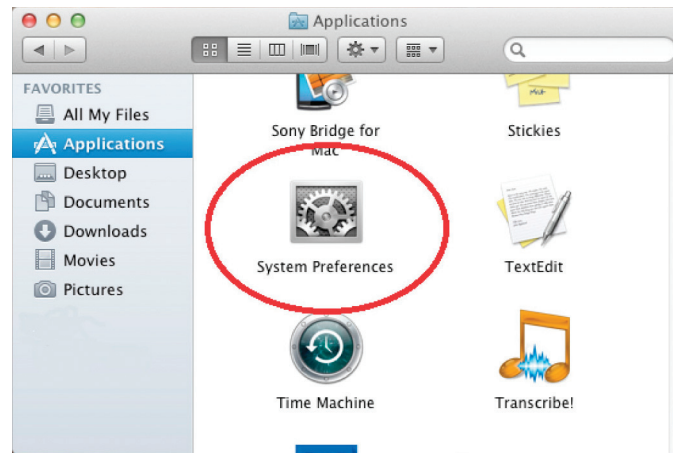 Applications
FAVORITES
All My Files
Applications
Desktop
Documents
Downloads
Movies
Pictures
Sony Bridge for
Mac
Stickies
System Preferences
TextEdit
Time Machine
Transcribe!